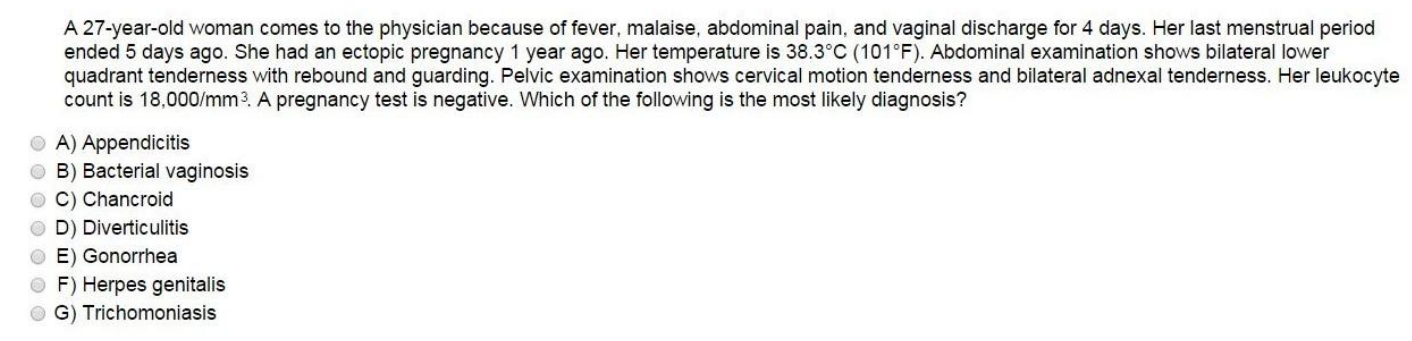 A 27-year-old woman comes to the physician because of fever, malaise, abdominal pain, and vaginal discharge for 4 days. Her last menstrual period
ended 5 days ago. She had an ectopic pregnancy 1 year ago. Her temperature is 38.3°C (101°F). Abdominal examination shows bilateral lower
quadrant tenderness with rebound and guarding. Pelvic examination shows cervical motion tenderness and bilateral adnexal tenderness. Her leukocyte
count is 18,000/mm³. A pregnancy test is negative. Which of the following is the most likely diagnosis?
A) Appendicitis
B) Bacterial vaginosis
C) Chancroid
D) Diverticulitis
E) Gonorrhea
F) Herpes genitalis
G) Trichomoniasis